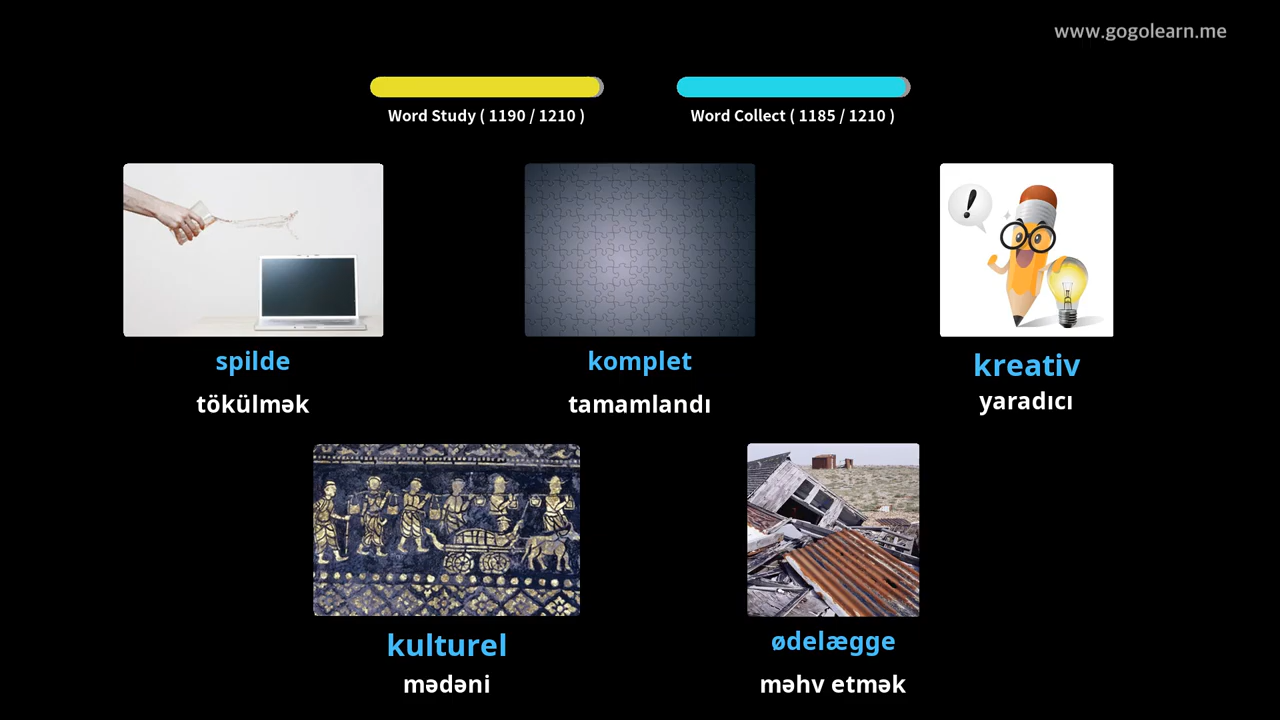 www.gogolearn.me
Word Study ( 1190 / 1210 )
Word Collect ( 1185 / 1210 )
spilde
tökülmək
komplet
tamamlandı
kreativ
yaradıcı
kulturel
mədəni
ødelægge
məhv etmək